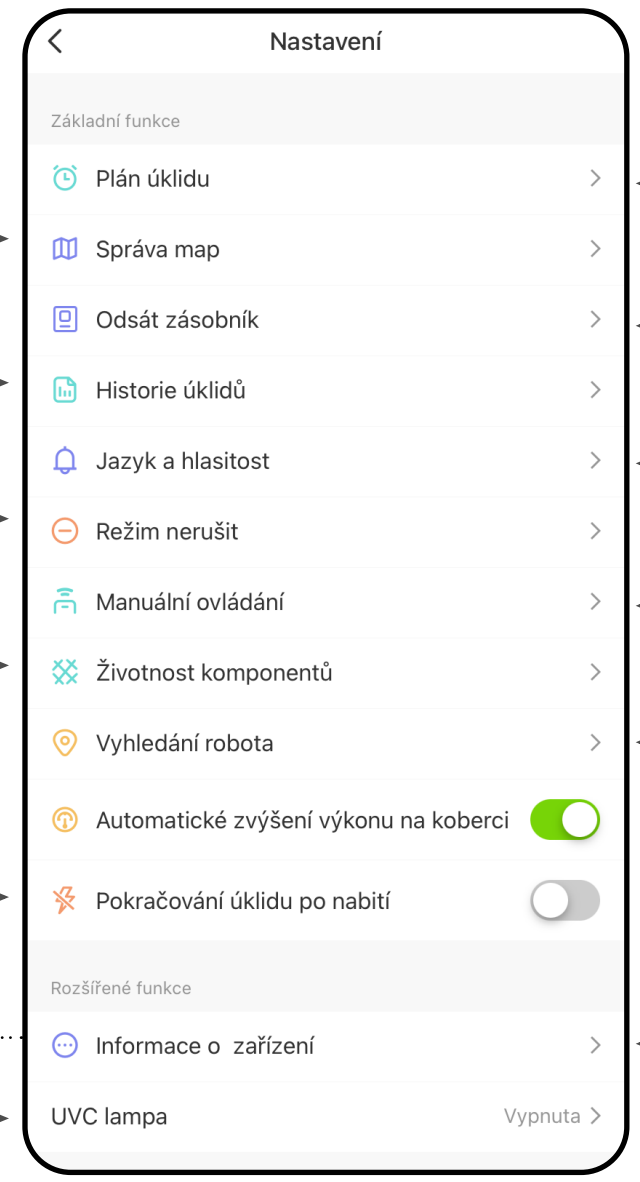 Nastavení
Základní funkce
Plán úklidu
Správa map
Odsát zásobník
Historie úklidů
Jazyk a hlasitost
Režim nerušit
Manuální ovládání
Životnost komponentů
Vyhledání robota
Automatické zvýšení výkonu na koberci
Pokračování úklidu po nabití
Rozšířené funkce
Informace o  zařízení
UVC lampa Vypnuta